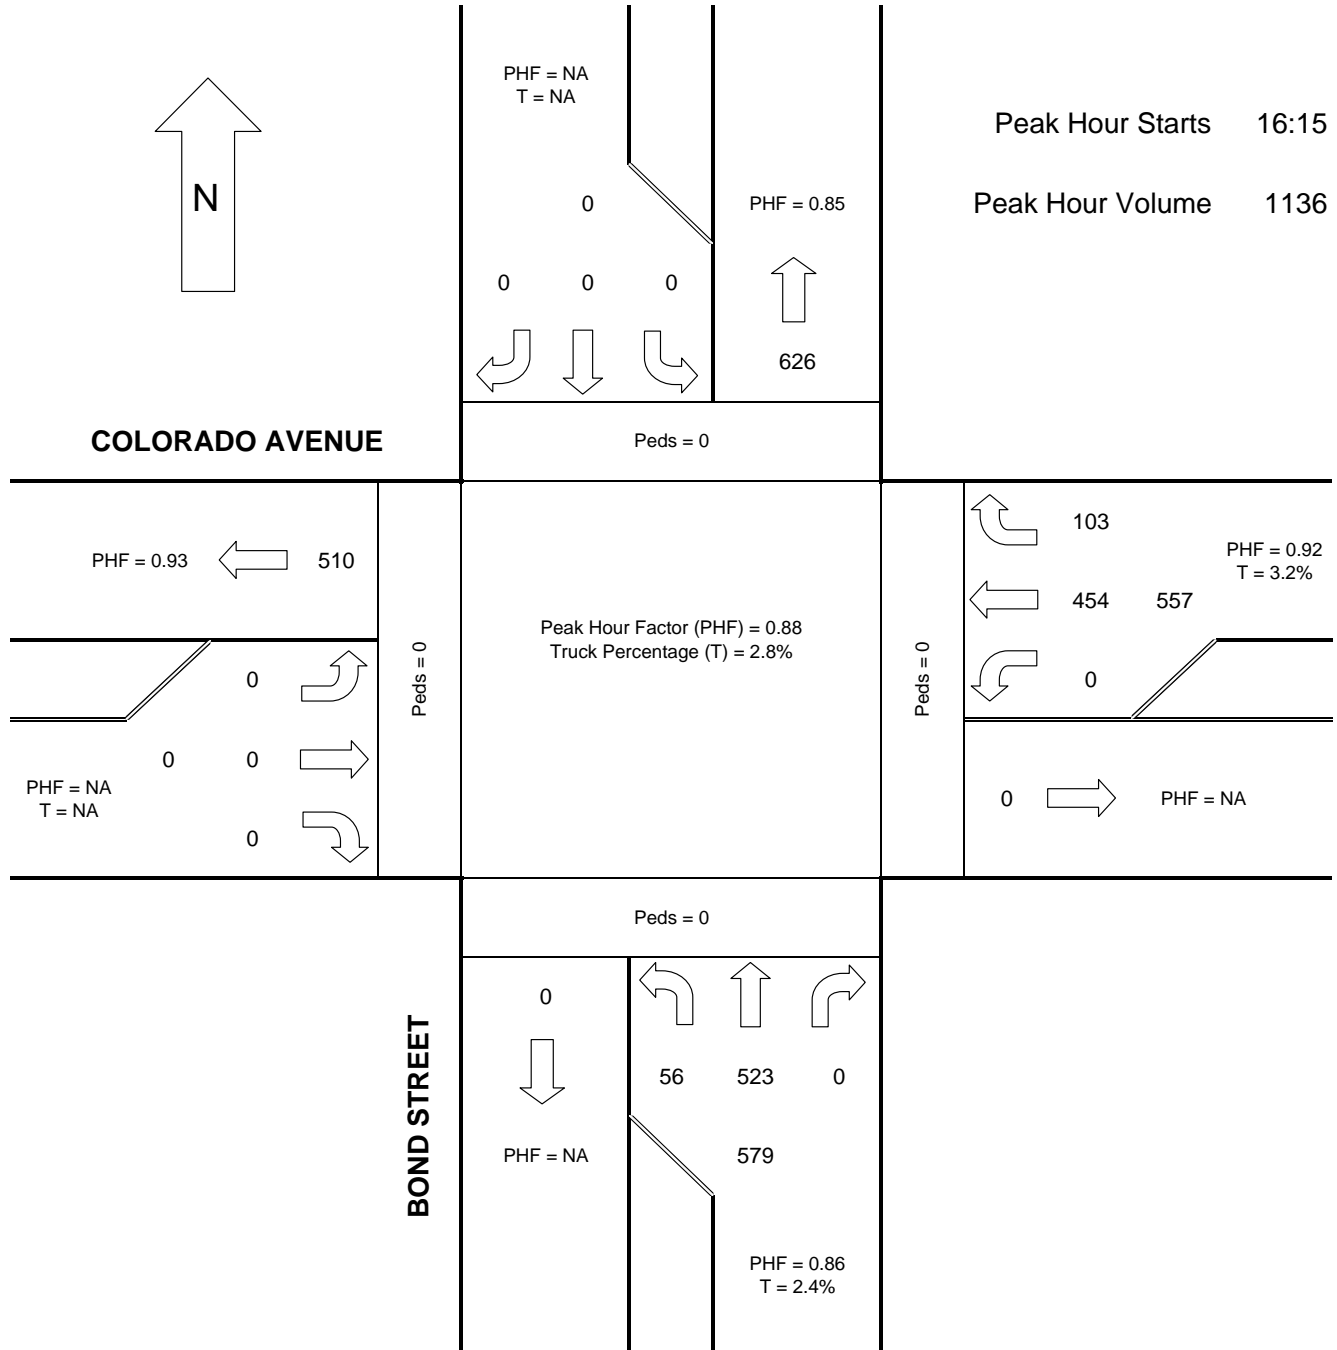 PHF = NA
T = NA
Peak Hour Starts 16:15
N
0
PHF = 0.85
Peak Hour Volume 1136
0 0 0
626
COLORADO AVENUE
Peds = 0
103
PHF = 0.93
510
PHF = 0.92
T = 3.2%
454 557
Peak Hour Factor (PHF) = 0.88
Truck Percentage (T) = 2.8%
Peds = 0
Peds = 0
0
0
0 0
PHF = NA
T = NA
0
0
PHF = NA
Peds = 0
0
BOND STREET
56 523 0
PHF = NA
579
PHF = 0.86
T = 2.4%